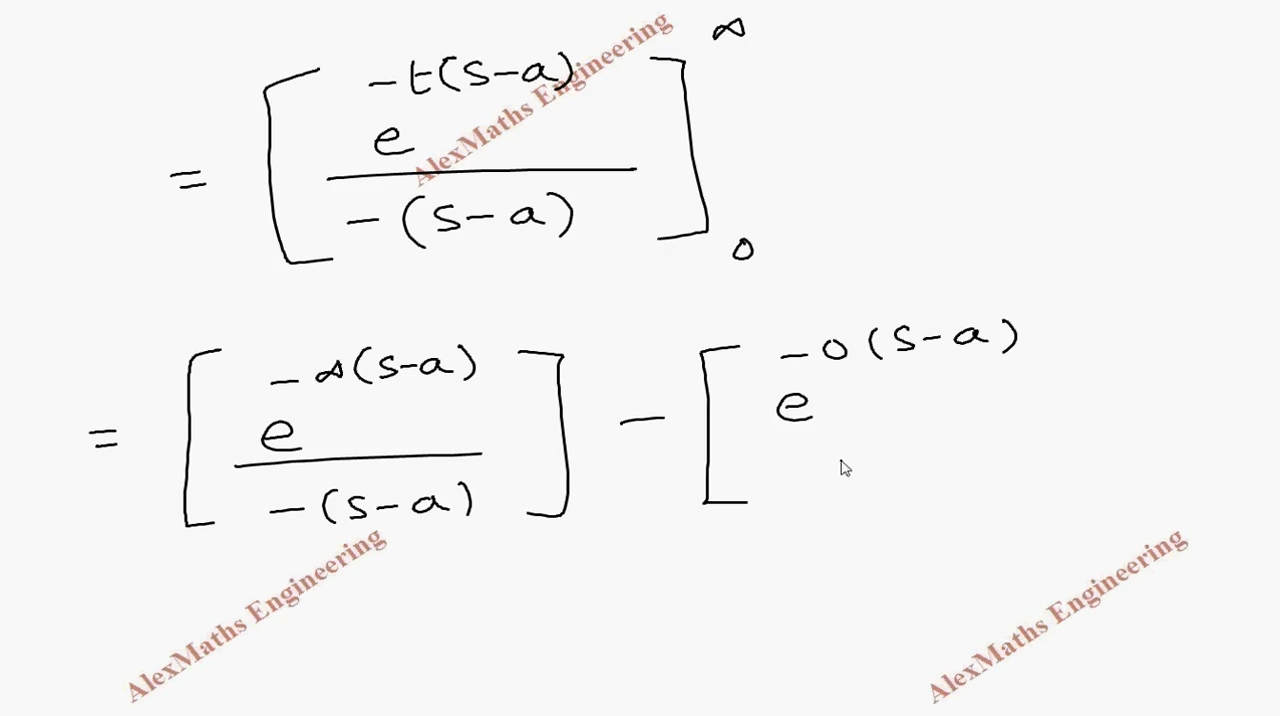 = [ e^{-t(s-a)} / -(s-a) ]_0^∞
= [ e^{-∞(s-a)} / -(s-a) ] - [ e^{-0(s-a)}
AlexMaths Engineering
AlexMaths Engineering
AlexMaths Engineering